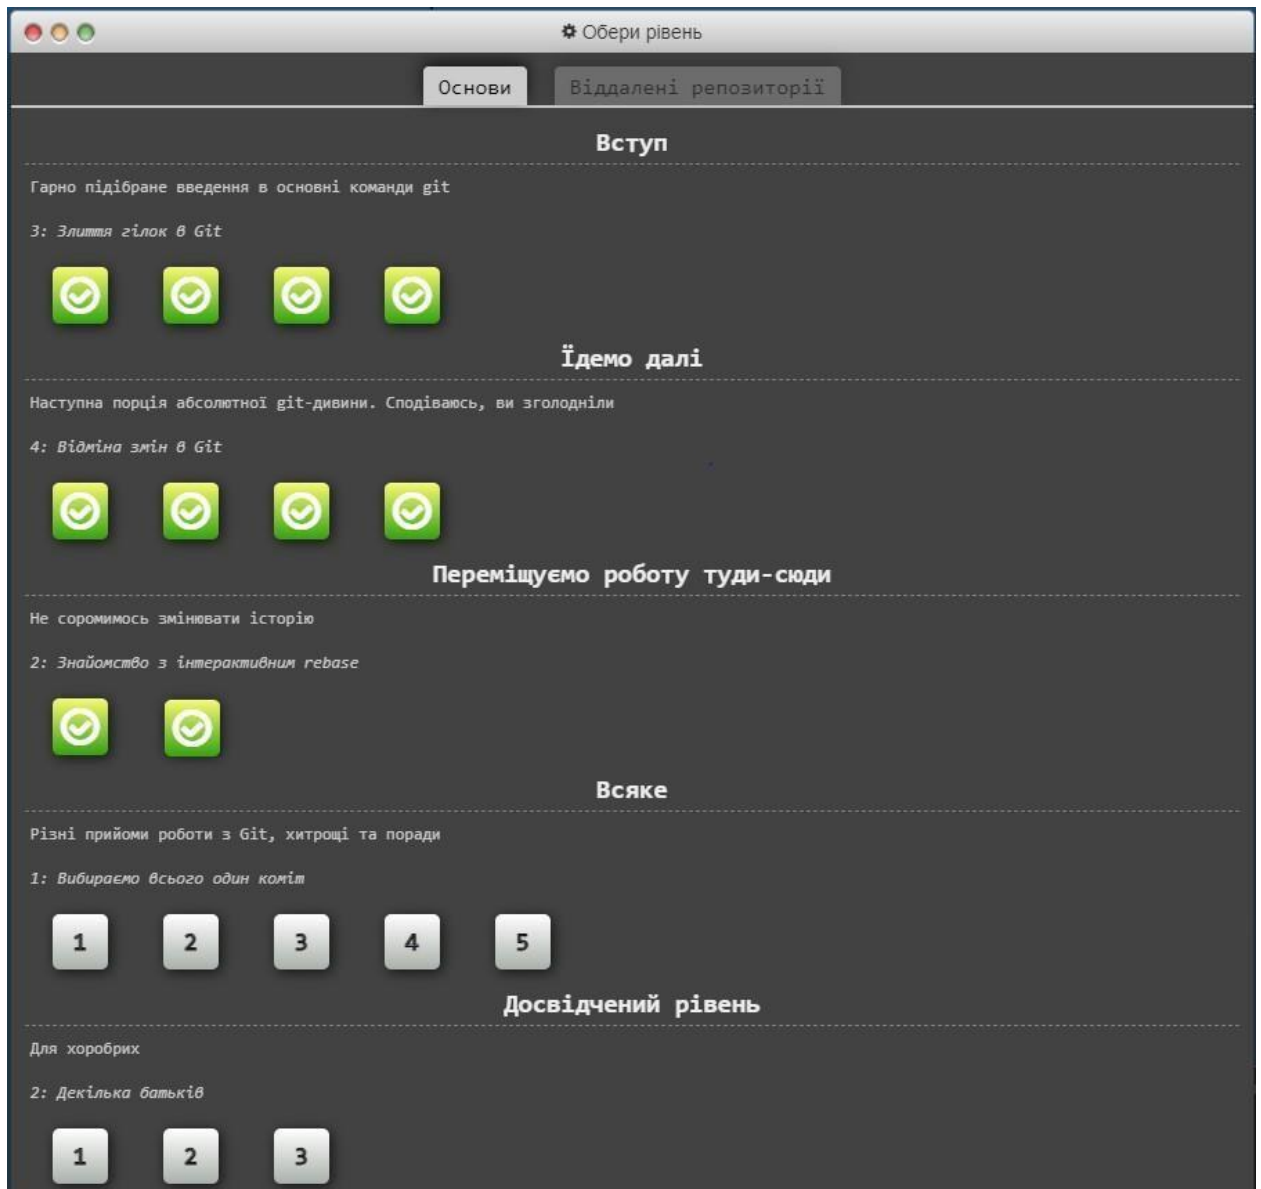 Обери рівень
Основи
Віддалені репозиторії
Вступ
Гарно підібране введення в основні команди git
3: Злиття гілок в Git
Їдемо далі
Наступна порція абсолютної git-дивини. Сподіваюсь, ви зголодніли
4: Відміна змін в Git
Переміщуємо роботу туди-сюди
Не соромимось змінювати історію
2: Знайомство з інтерактивним rebase
Всяке
Різні прийоми роботи з Git, хитрощі та поради
1: Вибираємо всього один коміт
1 2 3 4 5
Досвідчений рівень
Для хоробрих
2: Декілька батьків
1 2 3